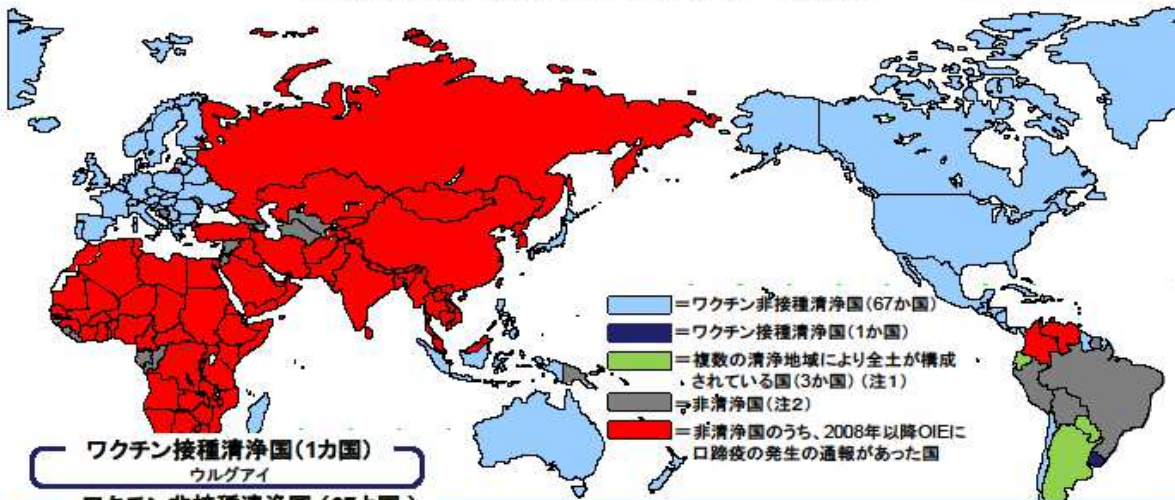 =ワクチン非接種清浄国(67か国)
=ワクチン接種清浄国(1か国)
=複数の清浄地域により全土が構成
されている国(3か国)(注1)
=非清浄国(注2)
=非清浄国のうち、2008年以降OIEに
口蹄疫の発生の通報があった国
ワクチン接種清浄国(1カ国)
ウルグアイ